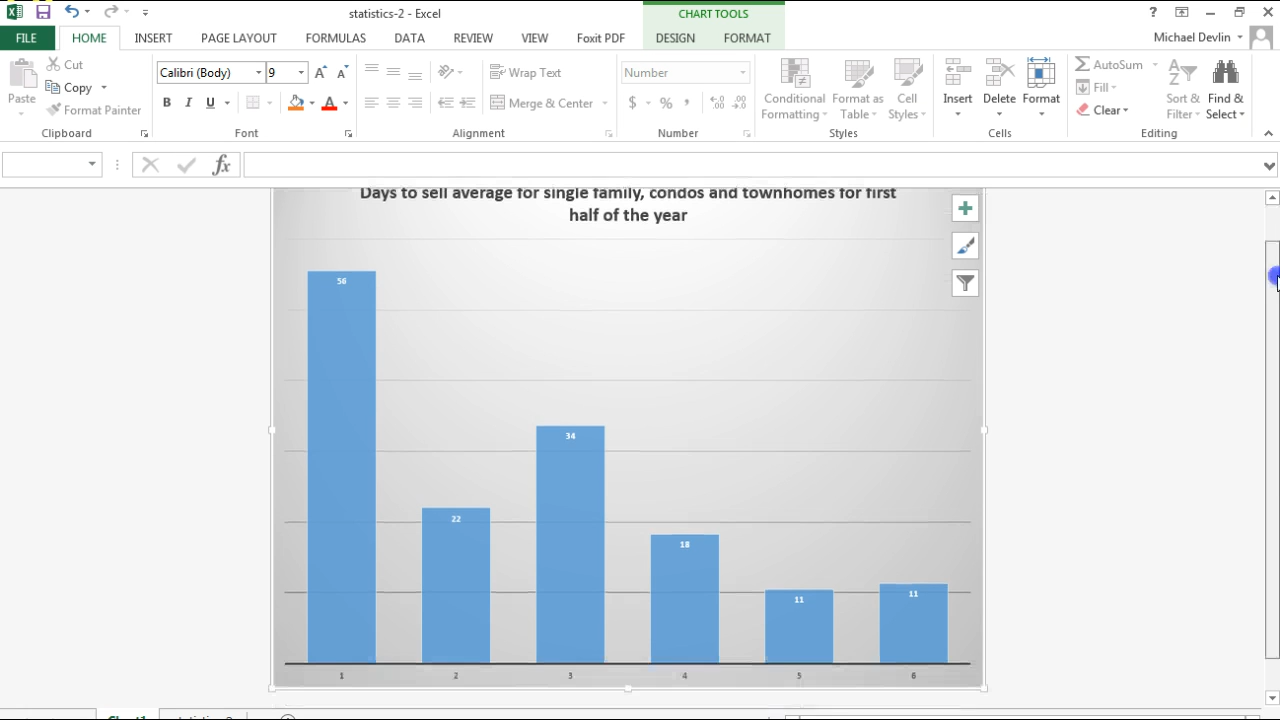 statistics-2 - Excel
CHART TOOLS
?
FILE
HOME
INSERT
PAGE LAYOUT
FORMULAS
DATA
REVIEW
VIEW
Foxit PDF
DESIGN
FORMAT
Michael Devlin
Paste
Cut
Copy
Format Painter
Clipboard
Calibri (Body)
9
A A
B I U A
Font
Wrap Text
Merge & Center
Alignment
Number
$ % ,
Number
Conditional Formatting
Format as Table
Cell Styles
Styles
Insert
Delete
Format
Cells
AutoSum
Fill
Clear
Sort & Filter
Find & Select
Editing
fx
Days to sell average for single family, condos and townhomes for first
half of the year
56
22
34
18
11
11
1 2 3 4 5 6